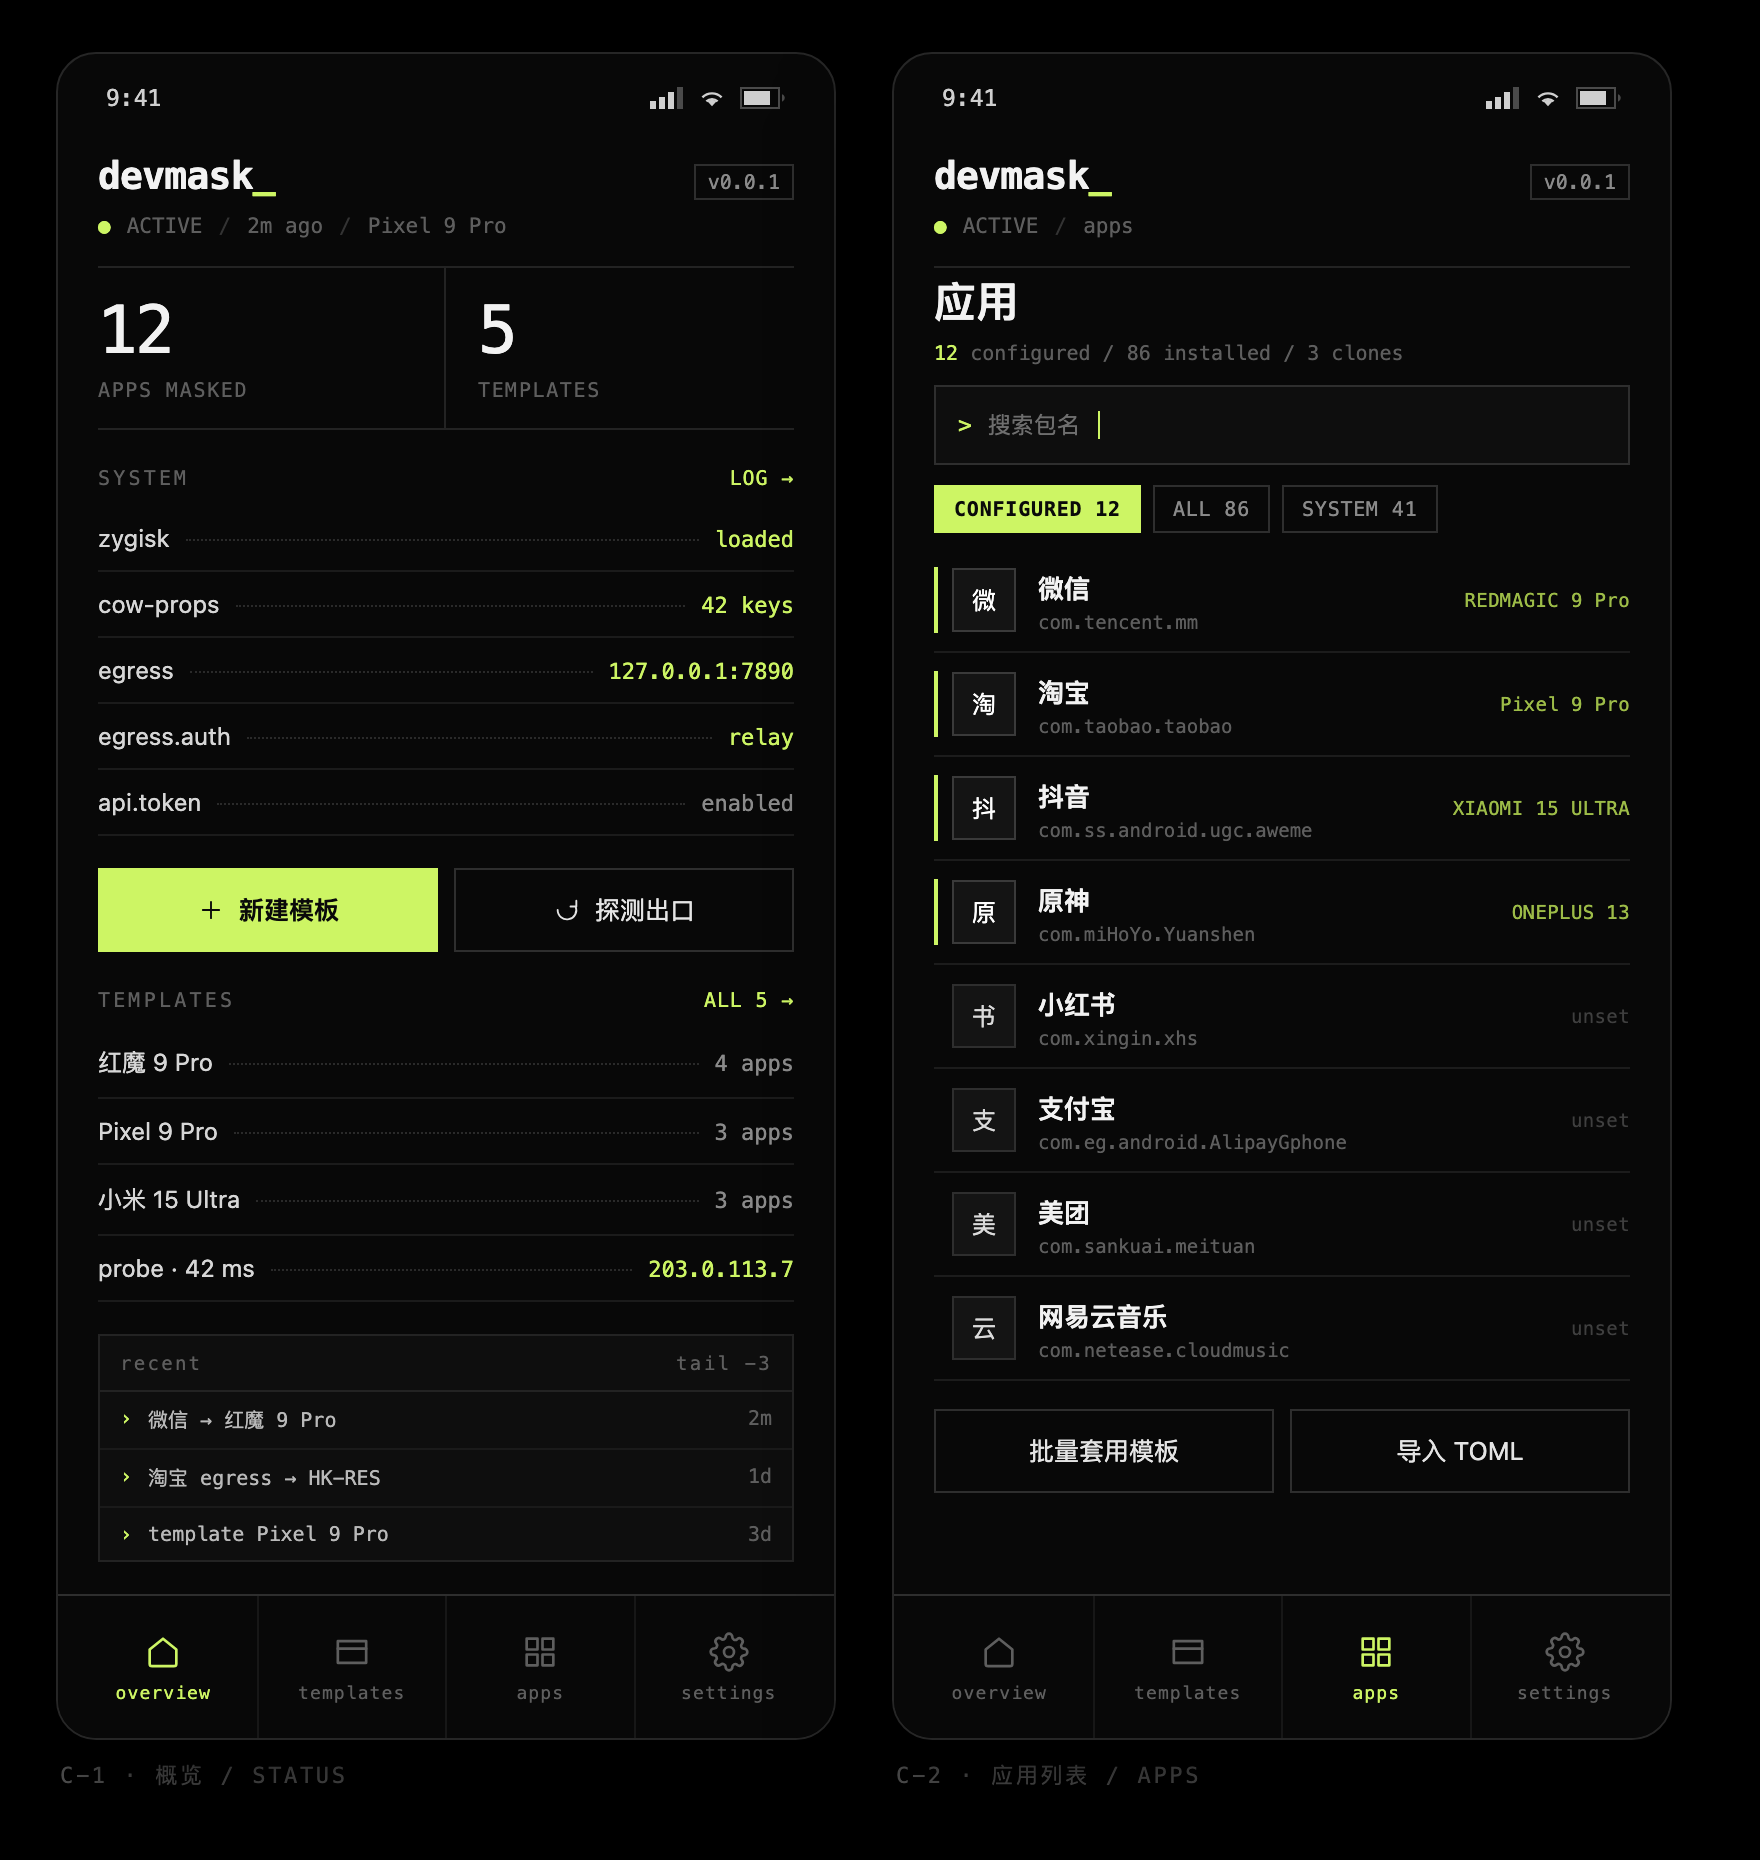 9:41
devmask_
v0.0.1
ACTIVE / 2m ago / Pixel 9 Pro
12
APPS MASKED
5
TEMPLATES
SYSTEM
LOG →
zygisk
loaded
cow-props
42 keys
egress
127.0.0.1:7890
egress.auth
relay
api.token
enabled
+ 新建模板
探测出口
TEMPLATES
ALL 5 →
红魔 9 Pro
4 apps
Pixel 9 Pro
3 apps
小米 15 Ultra
3 apps
probe · 42 ms
203.0.113.7
recent
tail −3
› 微信 → 红魔 9 Pro
2m
› 淘宝 egress → HK–RES
1d
› template Pixel 9 Pro
3d
overview
templates
apps
settings
C−1 · 概览 / STATUS
9:41
devmask_
v0.0.1
ACTIVE / apps
应用
12 configured / 86 installed / 3 clones
> 搜索包名
CONFIGURED 12
ALL 86
SYSTEM 41
微
微信
com.tencent.mm
REDMAGIC 9 Pro
淘
淘宝
com.taobao.taobao
Pixel 9 Pro
抖
抖音
com.ss.android.ugc.aweme
XIAOMI 15 ULTRA
原
原神
com.miHoYo.Yuanshen
ONEPLUS 13
书
小红书
com.xingin.xhs
unset
支
支付宝
com.eg.android.AlipayGphone
unset
美
美团
com.sankuai.meituan
unset
云
网易云音乐
com.netease.cloudmusic
unset
批量套用模板
导入 TOML
overview
templates
apps
settings
C−2 · 应用列表 / APPS